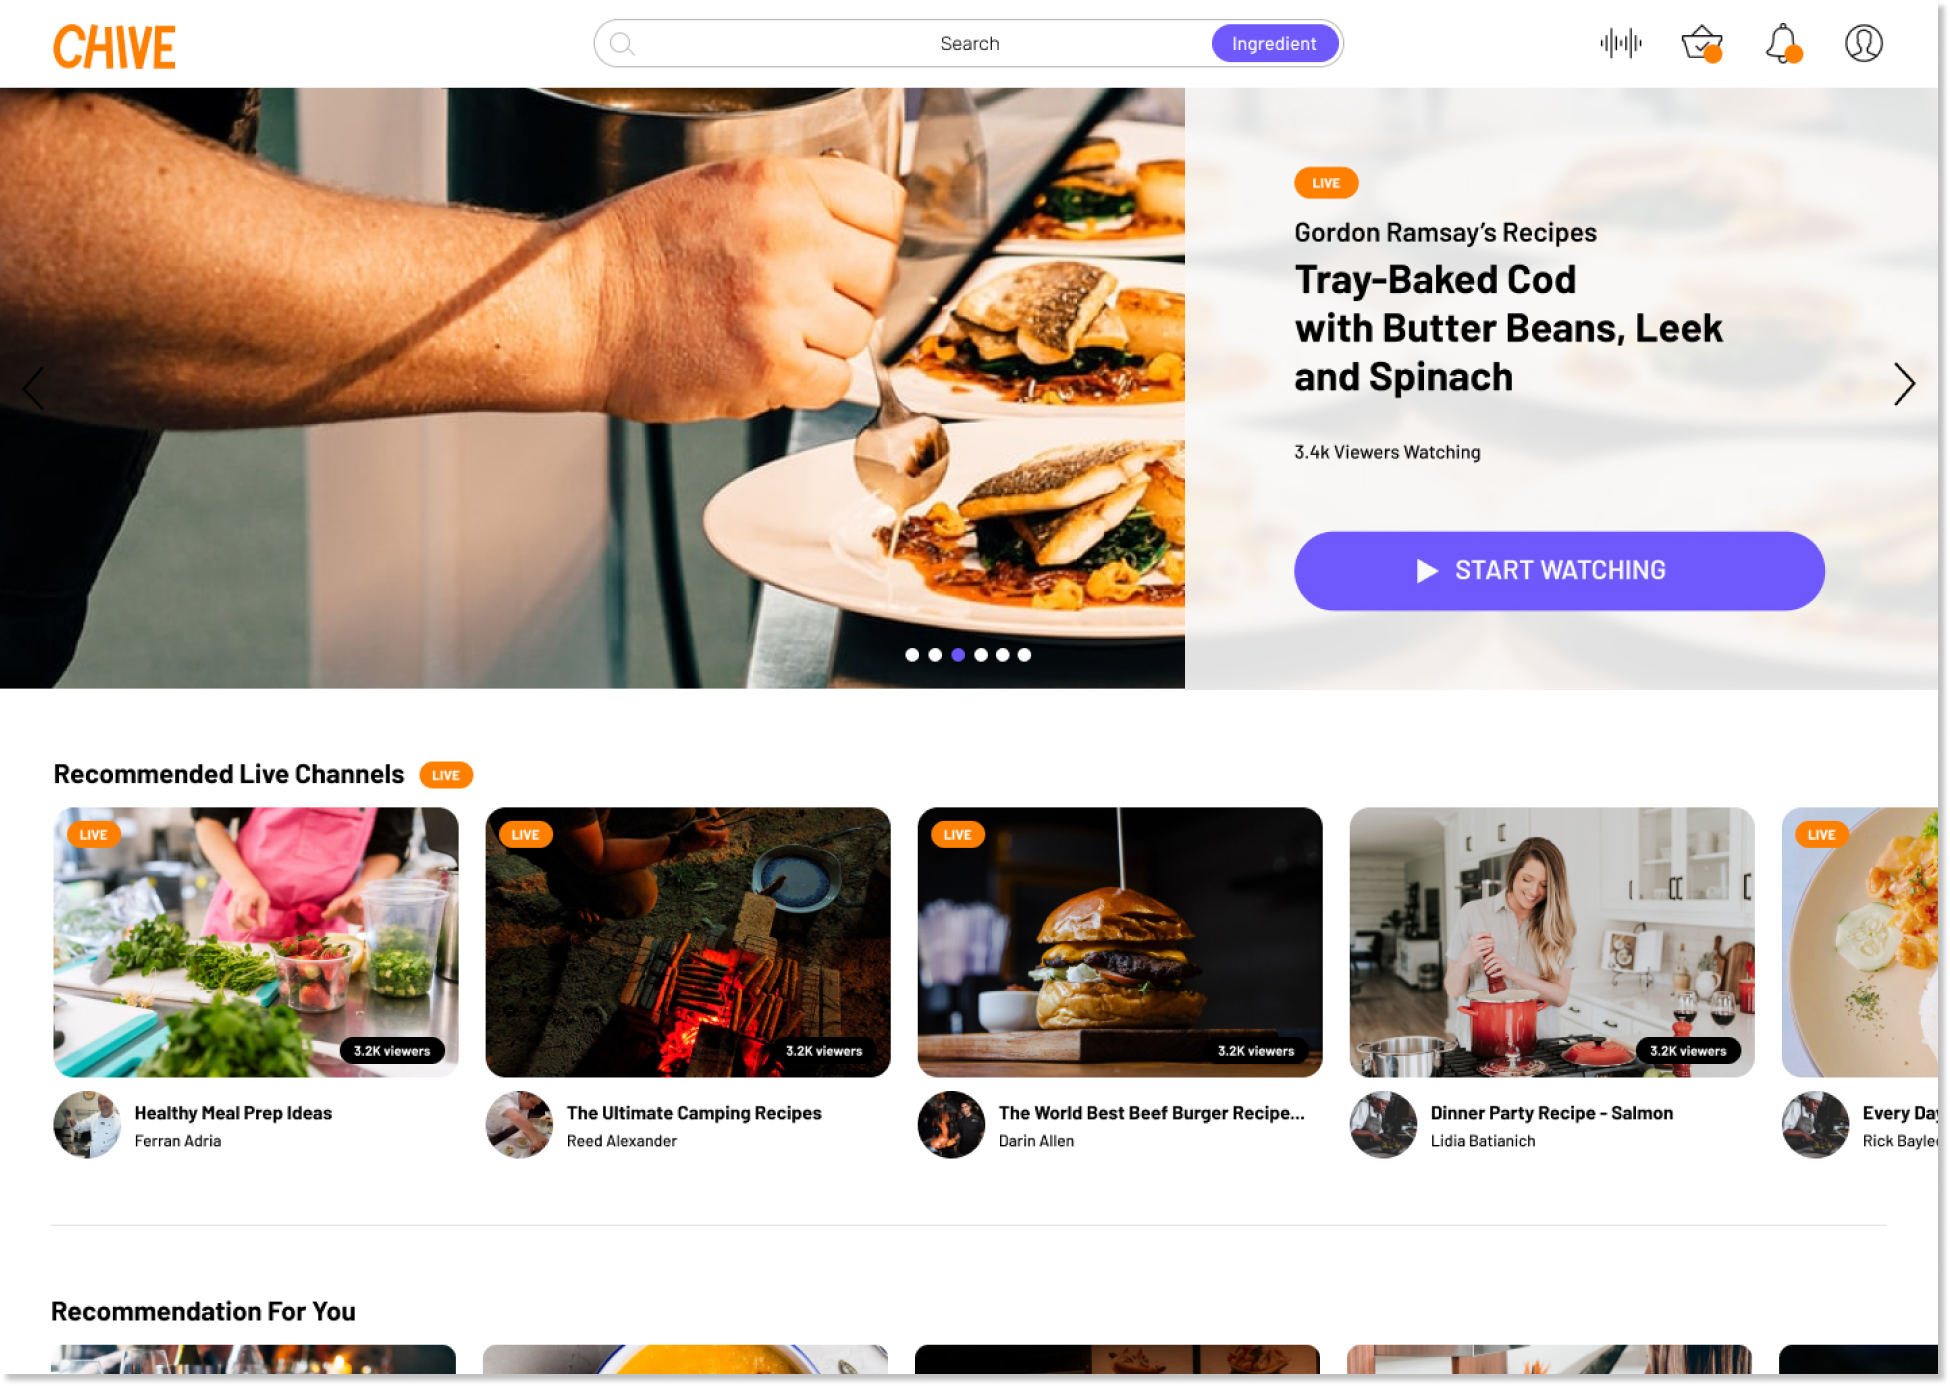 CHIVE
Search
Ingredient
LIVE
Gordon Ramsay's Recipes
Tray-Baked Cod
with Butter Beans, Leek
and Spinach
3.4k Viewers Watching
START WATCHING
Recommended Live Channels LIVE
LIVE
3.2K viewers
Healthy Meal Prep Ideas
Ferran Adria
LIVE
3.2K viewers
The Ultimate Camping Recipes
Reed Alexander
LIVE
3.2K viewers
The World Best Beef Burger Recipe...
Darin Allen
3.2K viewers
Dinner Party Recipe - Salmon
Lidia Batianich
LIVE
Every Day
Rick Bayle
Recommendation For You